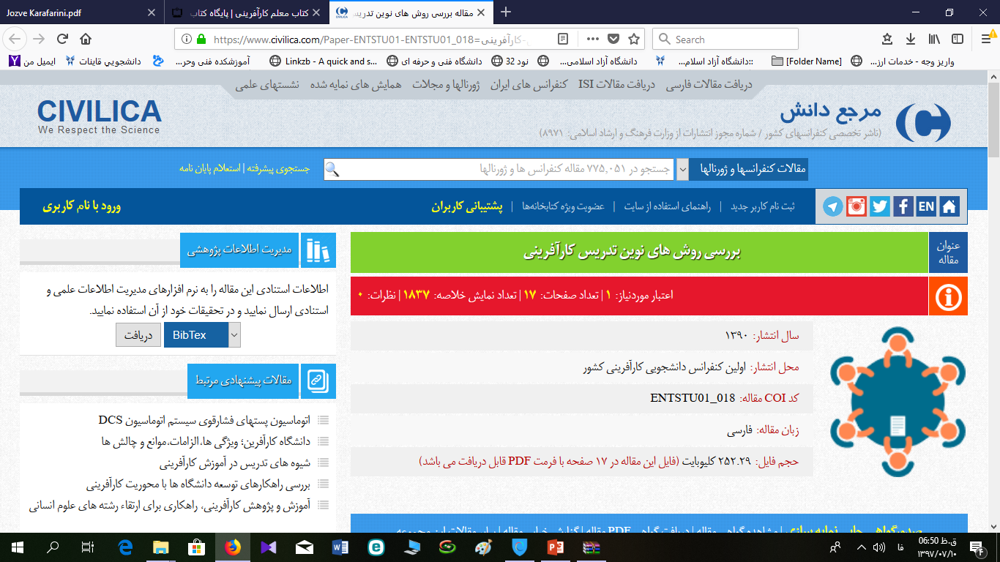 Jozve Karafarini.pdf
کتاب معلم کارآفرینی | پایگاه کتاب
مقاله بررسی روش های نوین تدریس
https://www.civilica.com/Paper-ENTSTU01-ENTSTU01_018=کارآفرینی-
Search
ایمیل من
دانشجویي قاینات
آموزشکده فنی وحر...
Linkzb - A quick and s...
دانشگاه فنی و حرفه ای
نود 32
دانشگاه آزاد اسلامی...
::دانشگاه آزاد اسلام...
[Folder Name]
واریز وجه - خدمات ارز...
دریافت مقالات فارسی دریافت مقالات ISI کنفرانس های ایران ژورنالها و مجلات همایش های نمایه شده نشستهای علمی
CIVILICA
We Respect the Science
مرجع دانش
(ناشر تخصصی کنفرانسهای کشور / شماره مجوز انتشارات از وزارت فرهنگ و ارشاد اسلامی: ۸۹۷۱)
مقالات کنفرانسها و ژورنالها
جستجو در ۷۷۵,۰۵۱ مقاله کنفرانس ها و ژورنالها
جستجوی پیشرفته | استعلام پایان نامه
EN
ثبت نام کاربر جدید | راهنمای استفاده از سایت | عضویت ویژه کتابخانه‌ها | پشتیبانی کاربران
ورود با نام کاربری
عنوان
مقاله
بررسی روش های نوین تدریس کارآفرینی
اعتبار موردنیاز: ۱ | تعداد صفحات: ۱۷ | تعداد نمایش خلاصه: ۱۸۳۷ | نظرات: ۰
سال انتشار: ۱۳۹۰
محل انتشار: اولین کنفرانس دانشجویی کارآفرینی کشور
کد COI مقاله: ENTSTU01_018
زبان مقاله: فارسی
حجم فایل: ۲۵۲.۲۹ کلیوبایت (فایل این مقاله در ۱۷ صفحه با فرمت PDF قابل دریافت می باشد)
مدیریت اطلاعات پژوهشی
اطلاعات استنادی این مقاله را به نرم افزارهای مدیریت اطلاعات علمی و
استنادی ارسال نمایید و در تحقیقات خود از آن استفاده نمایید.
BibTex
دریافت
مقالات پیشنهادی مرتبط
اتوماسیون پستهای فشارقوی سیستم اتوماسیون DCS
دانشگاه کارآفرین؛ ویژگی ها،الزامات،موانع و چالش ها
شیوه های تدریس در آموزش کارآفرینی
بررسی راهکارهای توسعه دانشگاه ها با محوریت کارآفرینی
آموزش و پژوهش کارآفرینی، راهکاری برای ارتقاء رشته های علوم انسانی
فا
06:50 ق.ظ
۱۳۹۷/۰۷/۱۰